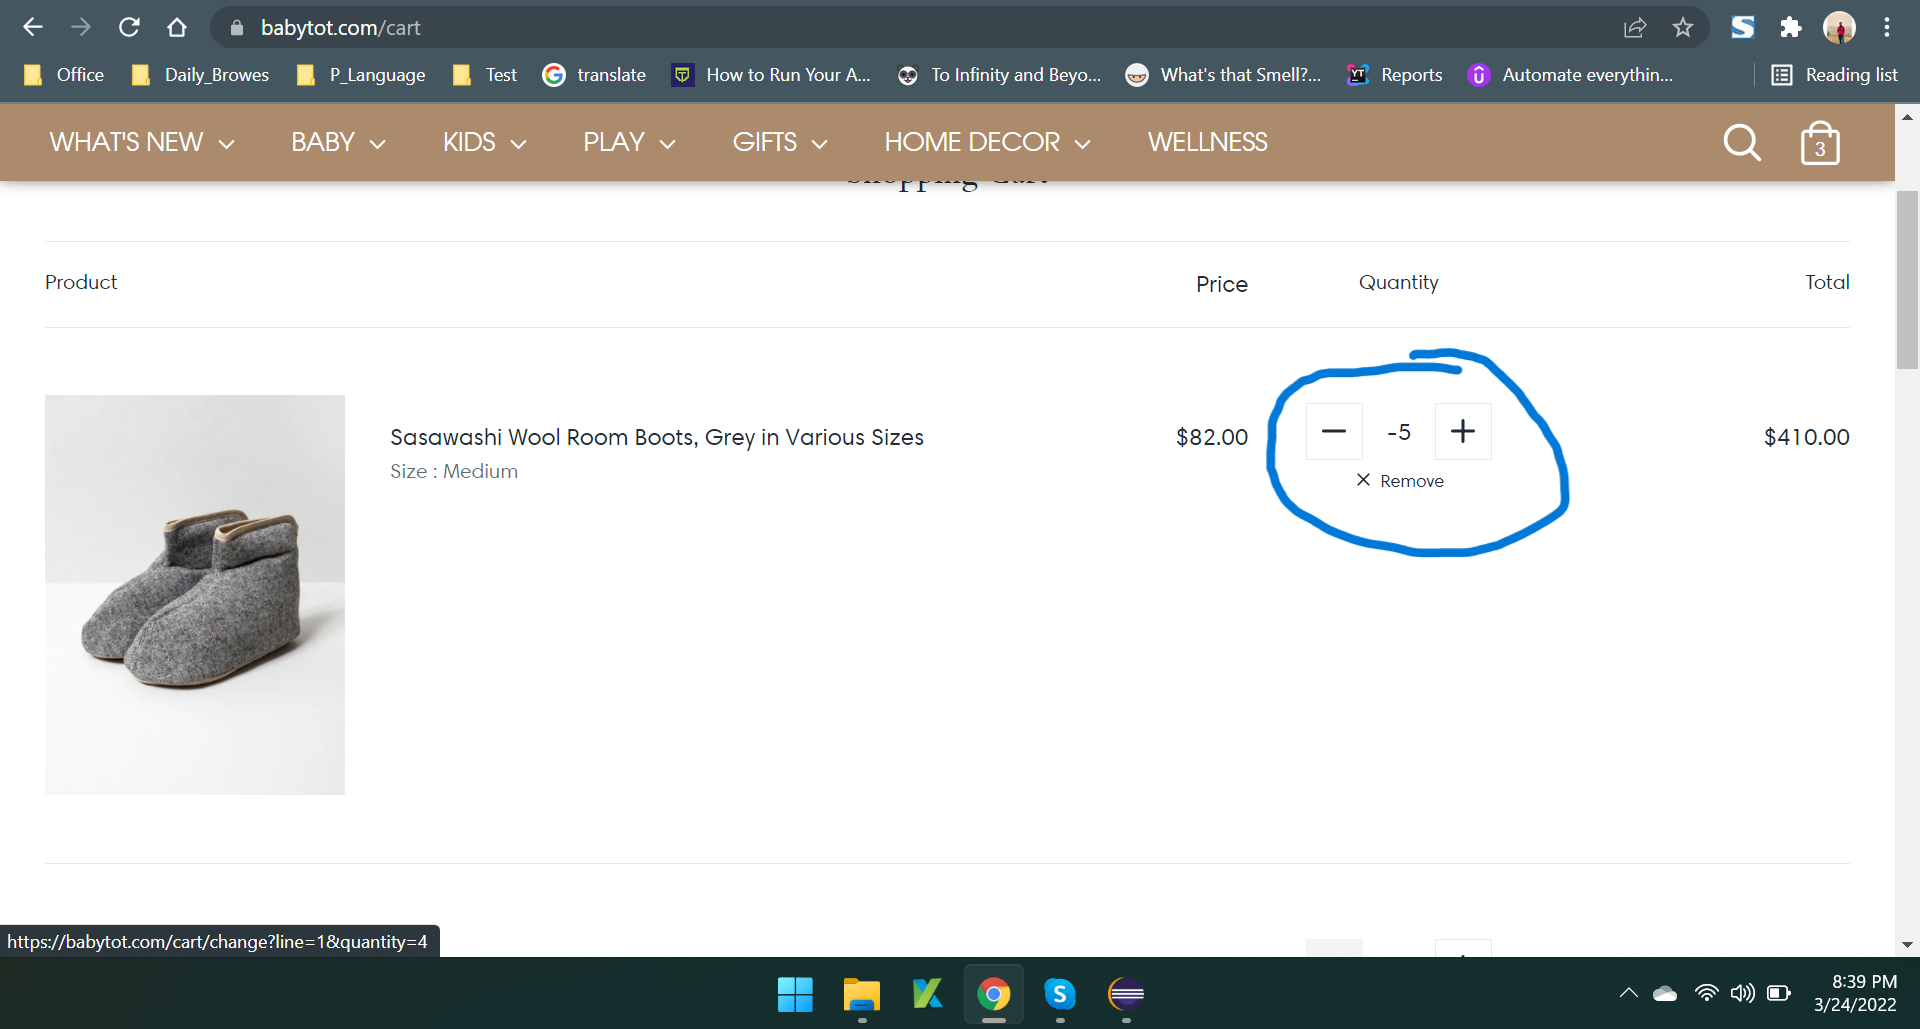 babytot.com/cart
Office Daily_Browes P_Language Test translate How to Run Your A... To Infinity and Beyo... What's that Smell?... Reports Automate everythin... Reading list
WHAT'S NEW BABY KIDS PLAY GIFTS HOME DECOR WELLNESS 3
Shopping Cart
Product Price Quantity Total
Sasawashi Wool Room Boots, Grey in Various Sizes $82.00 -5 $410.00
Size : Medium
Remove
https://babytot.com/cart/change?line=1&quantity=4
8:39 PM
3/24/2022